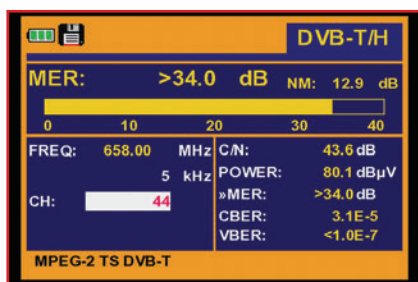 DVB-T/H
MER: >34.0 dB NM: 12.9 dB
0 10 20 30 40
FREQ: 658.00 MHz
5 kHz
CH: 44
C/N: 43.6 dB
POWER: 80.1 dBµV
»MER: >34.0 dB
CBER: 3.1E-5
VBER: <1.0E-7
MPEG-2 TS DVB-T